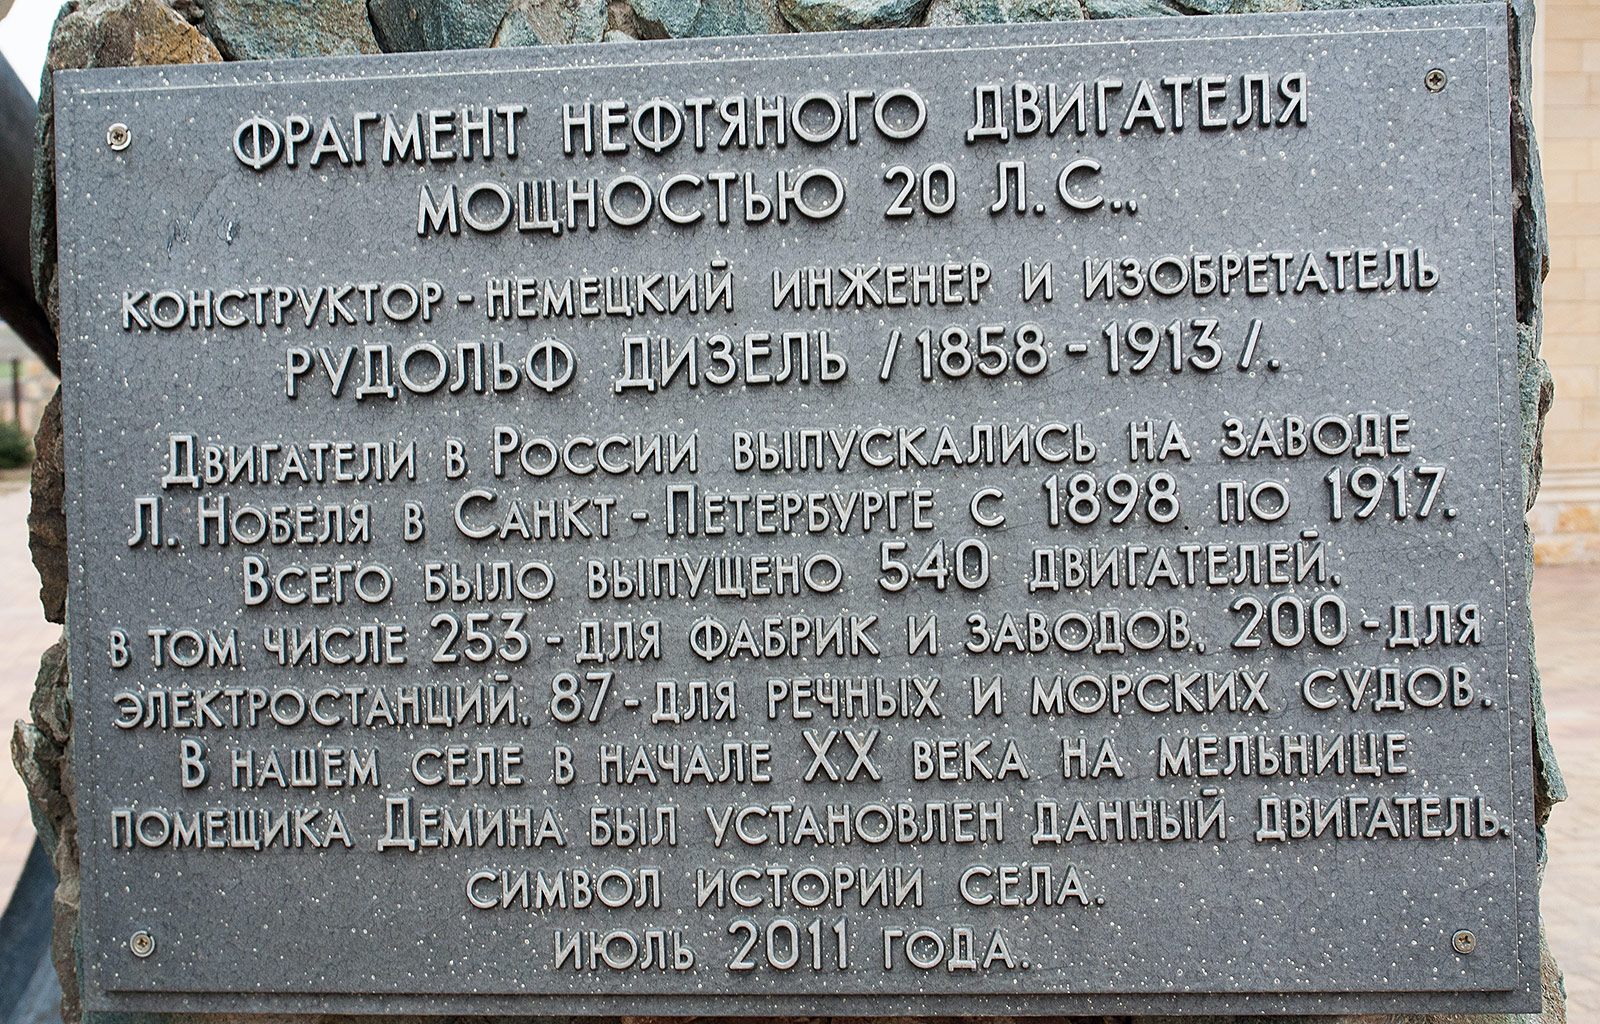 ФРАГМЕНТ НЕФТЯНОГО ДВИГАТЕЛЯ
МОЩНОСТЬЮ 20 Л.С.,
КОНСТРУКТОР - НЕМЕЦКИЙ ИНЖЕНЕР И ИЗОБРЕТАТЕЛЬ
РУДОЛЬФ ДИЗЕЛЬ /1858 - 1913/.
ДВИГАТЕЛИ В РОССИИ ВЫПУСКАЛИСЬ НА ЗАВОДЕ
Л. НОБЕЛЯ В САНКТ - ПЕТЕРБУРГЕ С 1898 ПО 1917.
ВСЕГО БЫЛО ВЫПУЩЕНО 540 ДВИГАТЕЛЕЙ,
В ТОМ ЧИСЛЕ 253 - ДЛЯ ФАБРИК И ЗАВОДОВ, 200 - ДЛЯ
ЭЛЕКТРОСТАНЦИЙ, 87 - ДЛЯ РЕЧНЫХ И МОРСКИХ СУДОВ.
В НАШЕМ СЕЛЕ В НАЧАЛЕ XX ВЕКА НА МЕЛЬНИЦЕ
ПОМЕЩИКА ДЕМИНА БЫЛ УСТАНОВЛЕН ДАННЫЙ ДВИГАТЕЛЬ.
СИМВОЛ ИСТОРИИ СЕЛА.
ИЮЛЬ 2011 ГОДА.